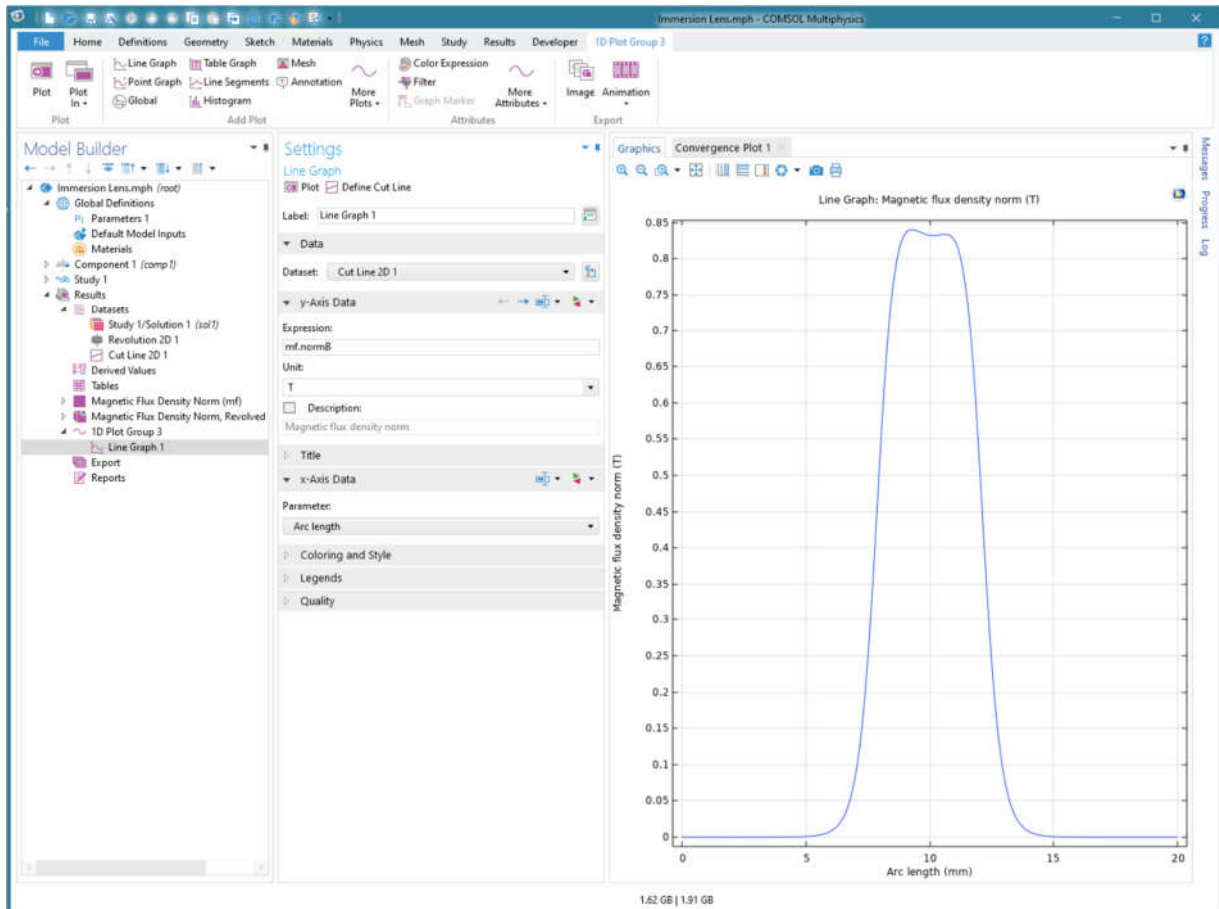 Immersion Lens.mph - COMSOL Multiphysics
File Home Definitions Geometry Sketch Materials Physics Mesh Study Results Developer 1D Plot Group 3
Plot
Plot In
Plot
Line Graph Table Graph Mesh
Point Graph Line Segments Annotation
Global Histogram
More Plots
Add Plot
Color Expression
Filter
Graph Marker
More Attributes
Attributes
Image Animation
Export
Model Builder
Immersion Lens.mph (root)
Global Definitions
Pi Parameters 1
Default Model Inputs
Materials
Component 1 (comp1)
Study 1
Results
Datasets
Study 1/Solution 1 (sol1)
Revolution 2D 1
Cut Line 2D 1
8.85 e-12 Derived Values
Tables
Magnetic Flux Density Norm (mf)
Magnetic Flux Density Norm, Revolved
1D Plot Group 3
Line Graph 1
Export
Reports
Settings
Line Graph
Plot Define Cut Line
Label: Line Graph 1
Data
Dataset: Cut Line 2D 1
y-Axis Data
Expression:
mf.normB
Unit:
T
Description:
Magnetic flux density norm
Title
x-Axis Data
Parameter:
Arc length
Coloring and Style
Legends
Quality
Graphics Convergence Plot 1
Line Graph: Magnetic flux density norm (T)
Magnetic flux density norm (T)
0.85
0.8
0.75
0.7
0.65
0.6
0.55
0.5
0.45
0.4
0.35
0.3
0.25
0.2
0.15
0.1
0.05
0
0 5 10 15 20
Arc length (mm)
Messages Progress Log
1.62 GB | 1.91 GB